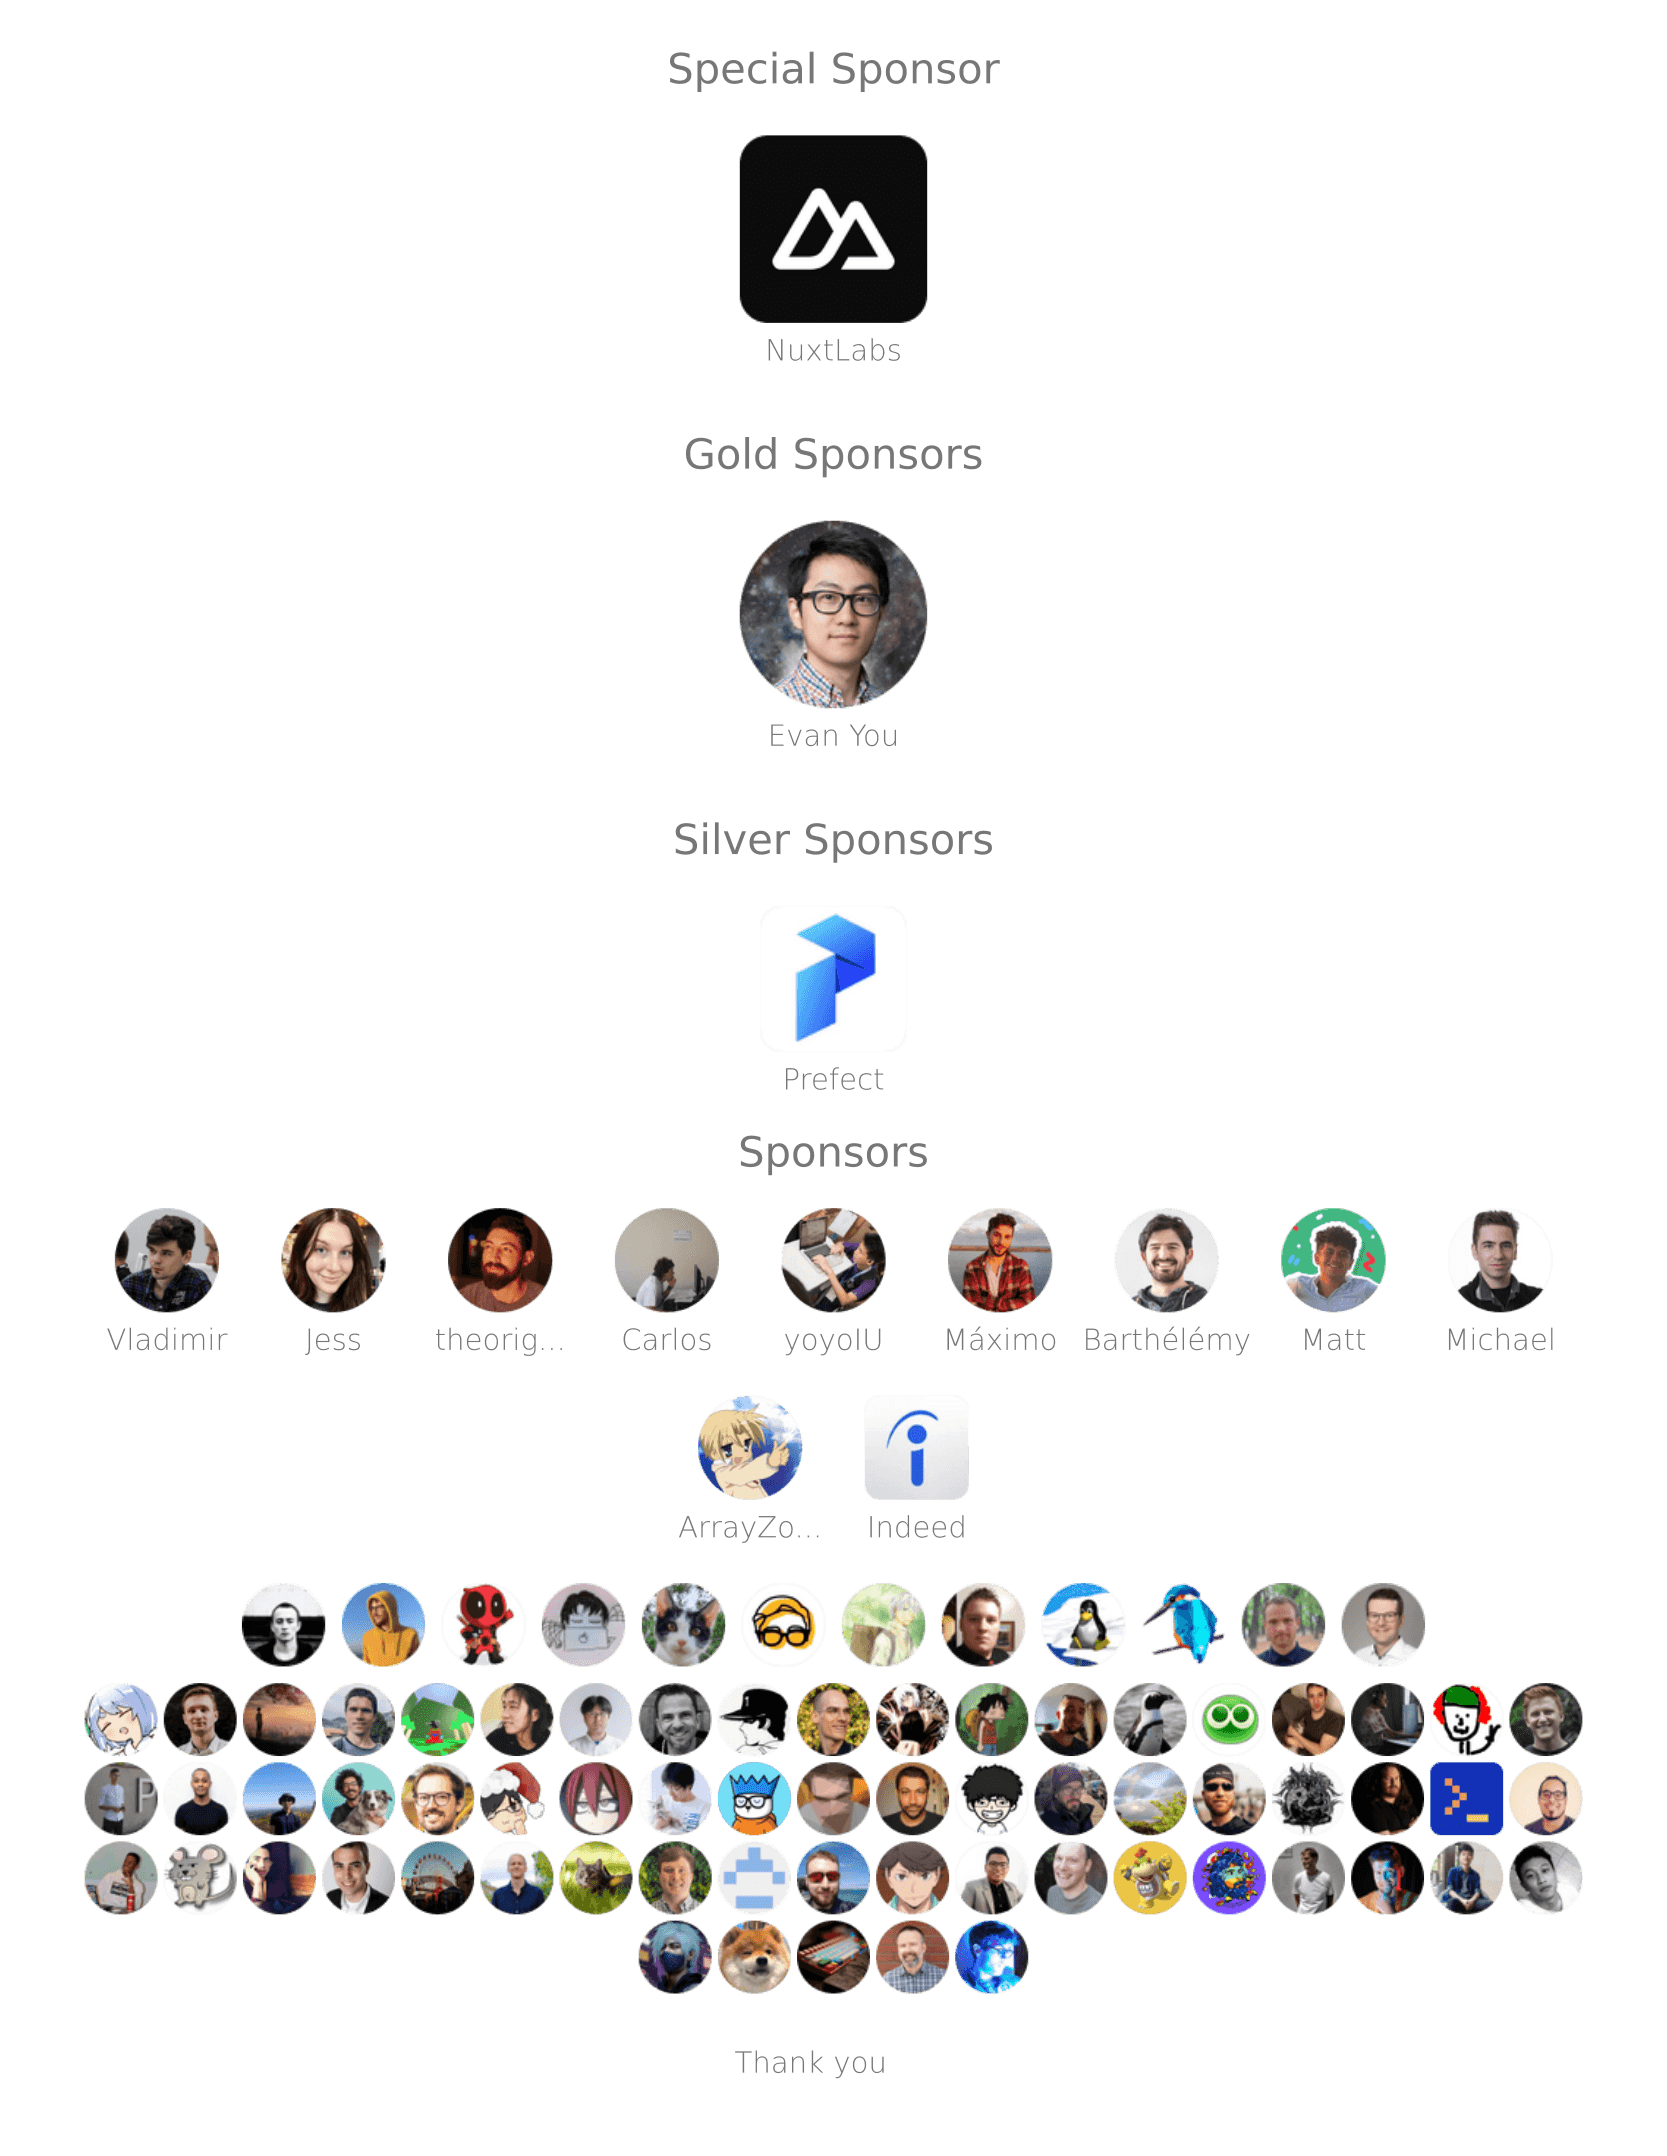 Special Sponsor
NuxtLabs
Gold Sponsors
Evan You
Silver Sponsors
Prefect
Sponsors
Vladimir Jess theorig... Carlos yoyoIU Máximo Barthélémy Matt Michael
ArrayZo... Indeed
Thank you